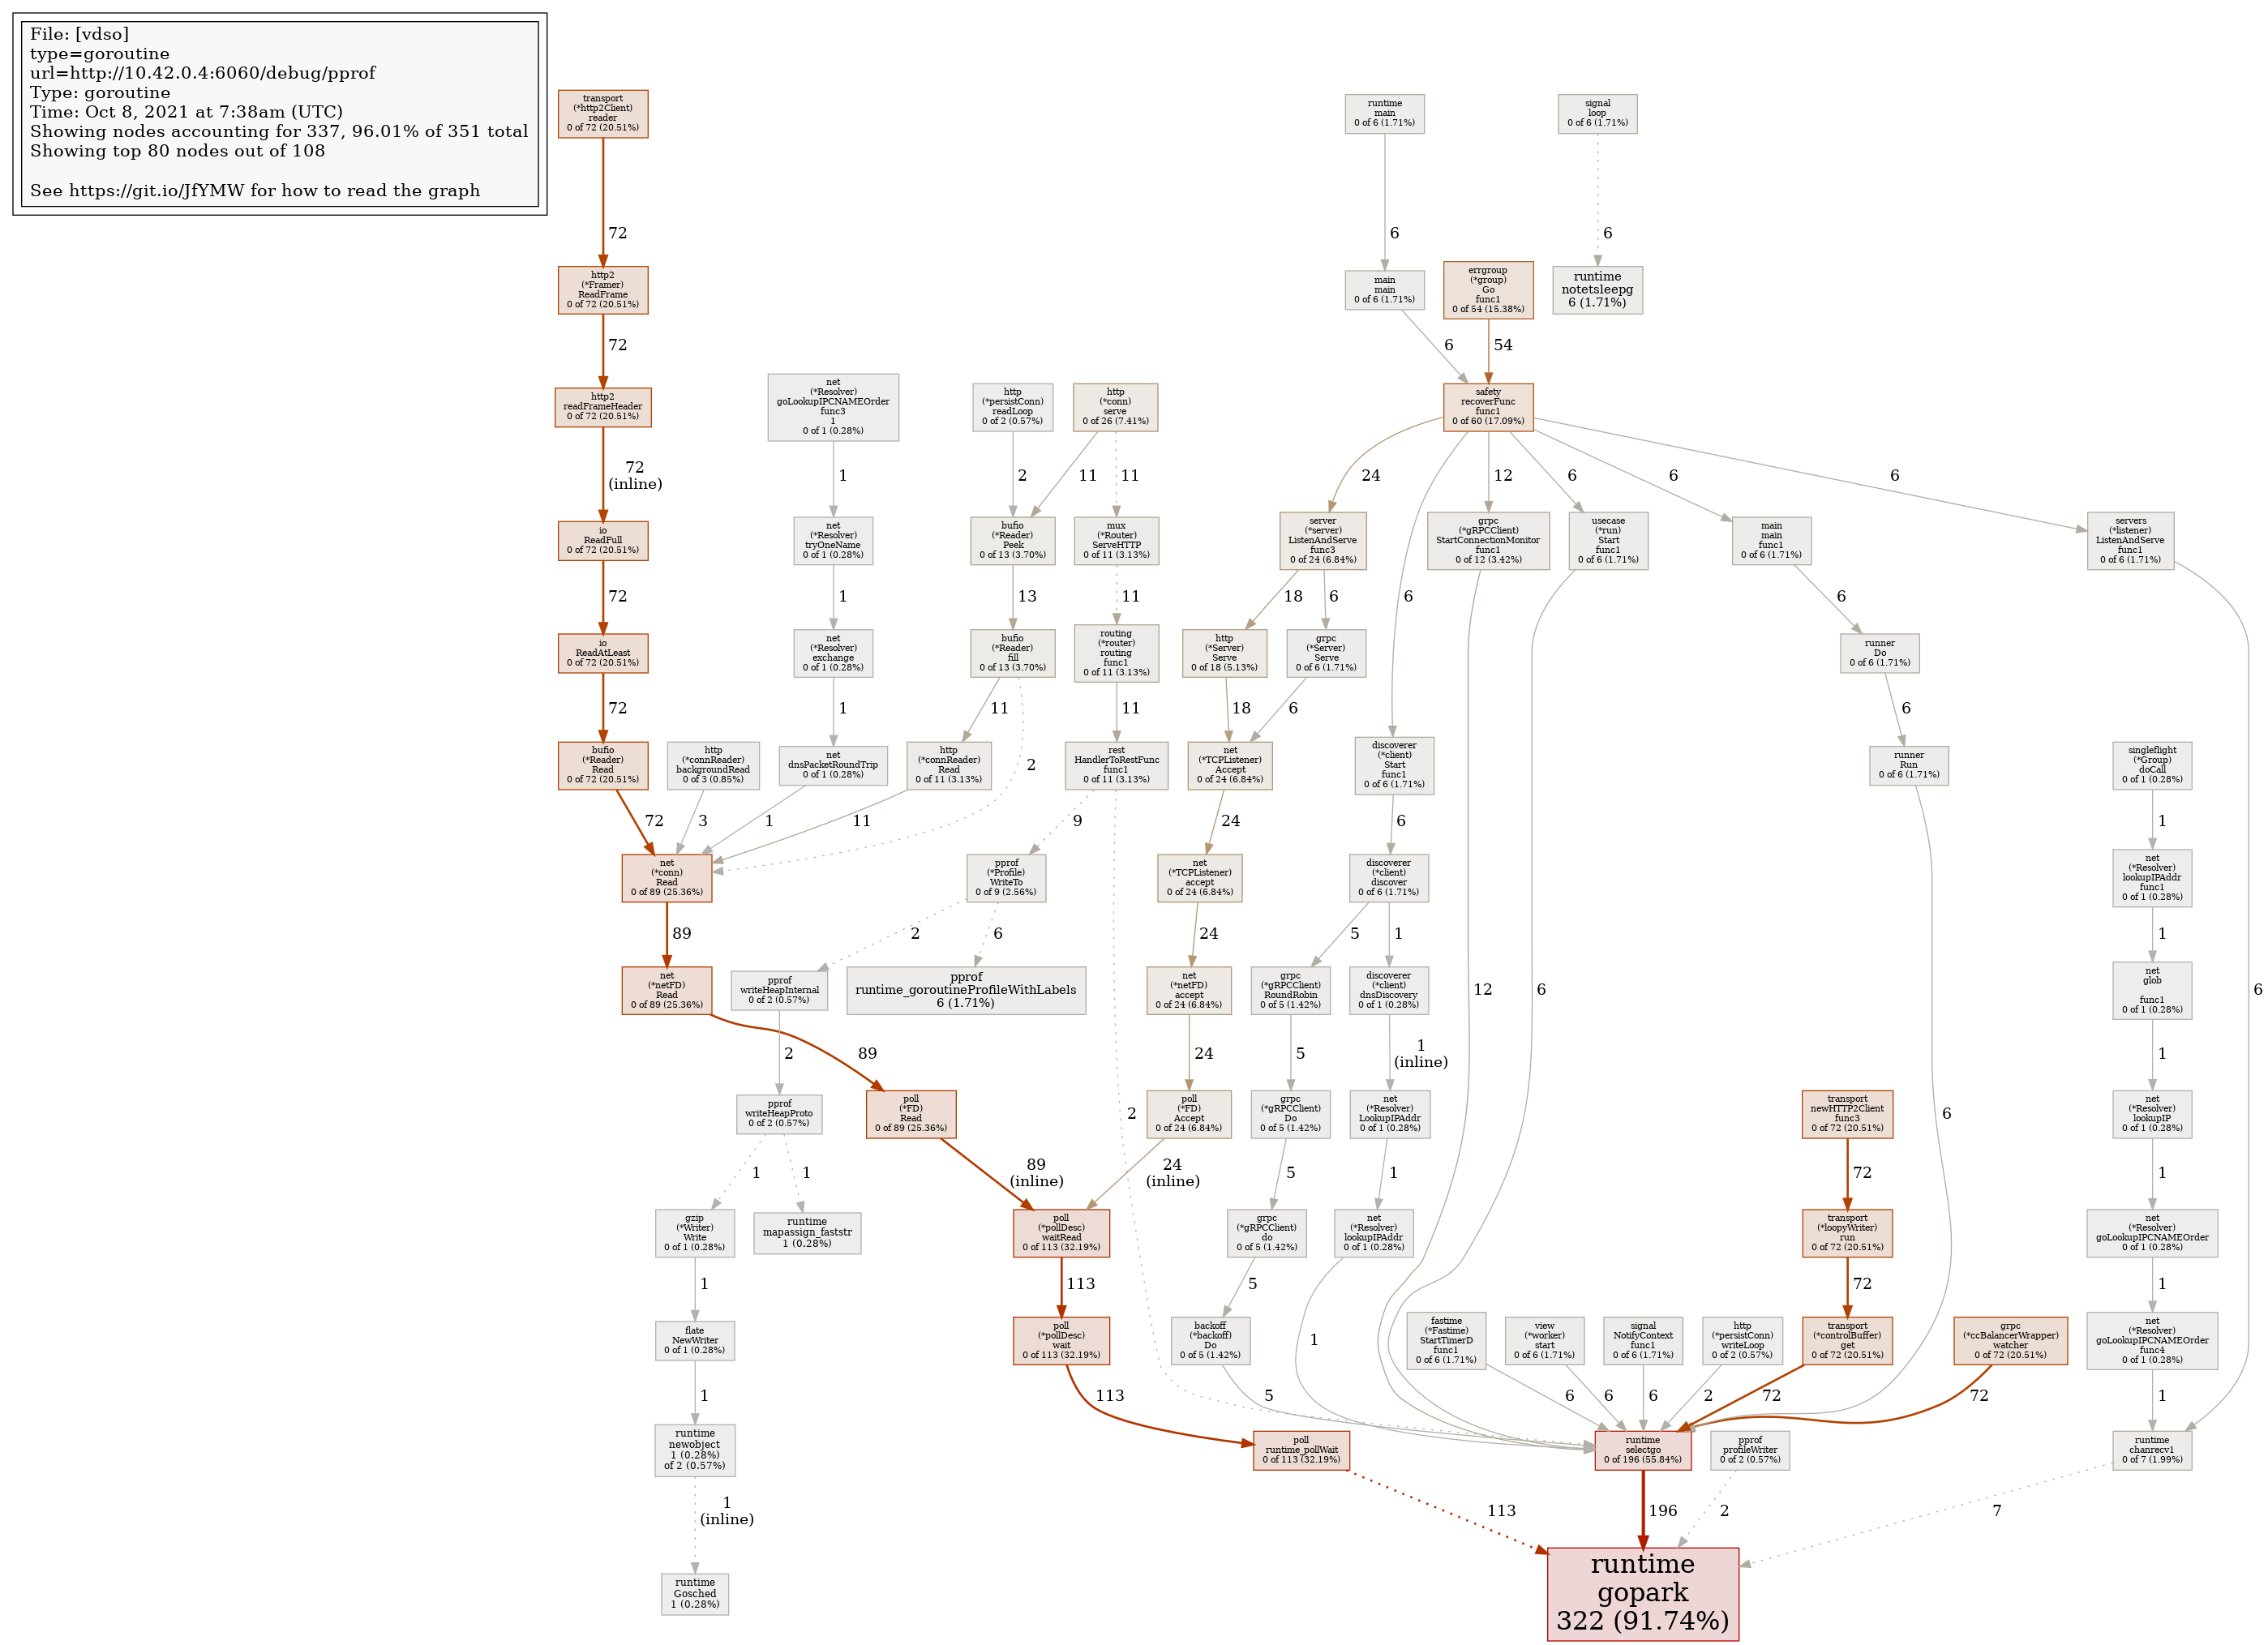 File: [vdso]
type=goroutine
url=http://10.42.0.4:6060/debug/pprof
Type: goroutine
Time: Oct 8, 2021 at 7:38am (UTC)
Showing nodes accounting for 337, 96.01% of 351 total
Showing top 80 nodes out of 108
See https://git.io/JfYMW for how to read the graph
transport
(*http2Client)
reader
0 of 72 (20.51%)
runtime
main
0 of 6 (1.71%)
signal
loop
0 of 6 (1.71%)
72
6
6
http2
(*Framer)
ReadFrame
0 of 72 (20.51%)
main
main
0 of 6 (1.71%)
errgroup
(*group)
Go
func1
0 of 54 (15.38%)
runtime
notetsleepg
6 (1.71%)
72
6
54
http2
readFrameHeader
0 of 72 (20.51%)
net
(*Resolver)
goLookupIPCNAMEOrder
func3
1
0 of 1 (0.28%)
http
(*persistConn)
readLoop
0 of 2 (0.57%)
http
(*conn)
serve
0 of 26 (7.41%)
safety
recoverFunc
func1
0 of 60 (17.09%)
72
(inline)
1
2
11
11
24
12
6
6
6
io
ReadFull
0 of 72 (20.51%)
net
(*Resolver)
tryOneName
0 of 1 (0.28%)
bufio
(*Reader)
Peek
0 of 13 (3.70%)
mux
(*Router)
ServeHTTP
0 of 11 (3.13%)
server
(*server)
ListenAndServe
func3
0 of 24 (6.84%)
grpc
(*gRPCClient)
StartConnectionMonitor
func1
0 of 12 (3.42%)
usecase
(*run)
Start
func1
0 of 6 (1.71%)
main
main
func1
0 of 6 (1.71%)
servers
(*listener)
ListenAndServe
func1
0 of 6 (1.71%)
72
1
13
11
18
6
6
6
io
ReadAtLeast
0 of 72 (20.51%)
net
(*Resolver)
exchange
0 of 1 (0.28%)
bufio
(*Reader)
fill
0 of 13 (3.70%)
routing
(*router)
routing
func1
0 of 11 (3.13%)
http
(*Server)
Serve
0 of 18 (5.13%)
grpc
(*Server)
Serve
0 of 6 (1.71%)
runner
Do
0 of 6 (1.71%)
72
1
11
11
18
6
6
bufio
(*Reader)
Read
0 of 72 (20.51%)
http
(*connReader)
backgroundRead
0 of 3 (0.85%)
net
dnsPacketRoundTrip
0 of 1 (0.28%)
http
(*connReader)
Read
0 of 11 (3.13%)
2
rest
HandlerToRestFunc
func1
0 of 11 (3.13%)
net
(*TCPListener)
Accept
0 of 24 (6.84%)
discoverer
(*client)
Start
func1
0 of 6 (1.71%)
runner
Run
0 of 6 (1.71%)
singleflight
(*Group)
doCall
0 of 1 (0.28%)
72
3
1
11
9
24
6
1
net
(*conn)
Read
0 of 89 (25.36%)
pprof
(*Profile)
WriteTo
0 of 9 (2.56%)
net
(*TCPListener)
accept
0 of 24 (6.84%)
discoverer
(*client)
discover
0 of 6 (1.71%)
net
(*Resolver)
lookupIPAddr
func1
0 of 1 (0.28%)
89
2
6
24
5
1
1
net
(*netFD)
Read
0 of 89 (25.36%)
pprof
writeHeapInternal
0 of 2 (0.57%)
pprof
runtime_goroutineProfileWithLabels
6 (1.71%)
net
(*netFD)
accept
0 of 24 (6.84%)
grpc
(*gRPCClient)
RoundRobin
0 of 5 (1.42%)
discoverer
(*client)
dnsDiscovery
0 of 1 (0.28%)
12
6
net
glob
func1
0 of 1 (0.28%)
6
2
89
24
5
1
(inline)
1
pprof
writeHeapProto
0 of 2 (0.57%)
poll
(*FD)
Read
0 of 89 (25.36%)
2
poll
(*FD)
Accept
0 of 24 (6.84%)
grpc
(*gRPCClient)
Do
0 of 5 (1.42%)
net
(*Resolver)
LookupIPAddr
0 of 1 (0.28%)
transport
newHTTP2Client
func3
0 of 72 (20.51%)
6
net
(*Resolver)
lookupIP
0 of 1 (0.28%)
1
1
89
(inline)
24
(inline)
5
1
72
1
gzip
(*Writer)
Write
0 of 1 (0.28%)
runtime
mapassign_faststr
1 (0.28%)
poll
(*pollDesc)
waitRead
0 of 113 (32.19%)
grpc
(*gRPCClient)
do
0 of 5 (1.42%)
net
(*Resolver)
lookupIPAddr
0 of 1 (0.28%)
transport
(*loopyWriter)
run
0 of 72 (20.51%)
net
(*Resolver)
goLookupIPCNAMEOrder
0 of 1 (0.28%)
1
113
5
72
1
flate
NewWriter
0 of 1 (0.28%)
poll
(*pollDesc)
wait
0 of 113 (32.19%)
backoff
(*backoff)
Do
0 of 5 (1.42%)
1
fastime
(*Fastime)
StartTimerD
func1
0 of 6 (1.71%)
view
(*worker)
start
0 of 6 (1.71%)
signal
NotifyContext
func1
0 of 6 (1.71%)
http
(*persistConn)
writeLoop
0 of 2 (0.57%)
transport
(*controlBuffer)
get
0 of 72 (20.51%)
grpc
(*ccBalancerWrapper)
watcher
0 of 72 (20.51%)
net
(*Resolver)
goLookupIPCNAMEOrder
func4
0 of 1 (0.28%)
1
113
5
6
6
6
2
72
72
1
runtime
newobject
1 (0.28%)
of 2 (0.57%)
poll
runtime_pollWait
0 of 113 (32.19%)
runtime
selectgo
0 of 196 (55.84%)
pprof
profileWriter
0 of 2 (0.57%)
runtime
chanrecv1
0 of 7 (1.99%)
1
(inline)
113
196
2
7
runtime
Gosched
1 (0.28%)
runtime
gopark
322 (91.74%)